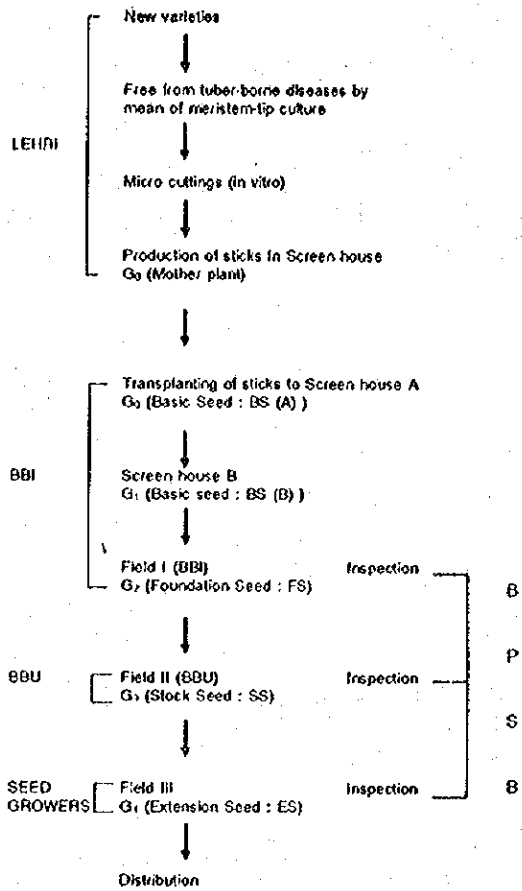 New varieties
Free from tuber-borne diseases by
mean of meristem-tip culture
LEHRI
Micro cuttings (in vitro)
Production of sticks in Screen house
G₀ (Mother plant)
Transplanting of sticks to Screen house A
G₀ (Basic Seed : BS (A) )
BBI
Screen house B
G₁ (Basic seed : BS (B) )
Field I (BBI) Inspection
G₂ (Foundation Seed : FS)
B
P
BBU
Field II (BBU) Inspection
G₃ (Stock Seed : SS)
S
SEED
GROWERS
Field III Inspection
G₄ (Extension Seed : ES)
B
Distribution